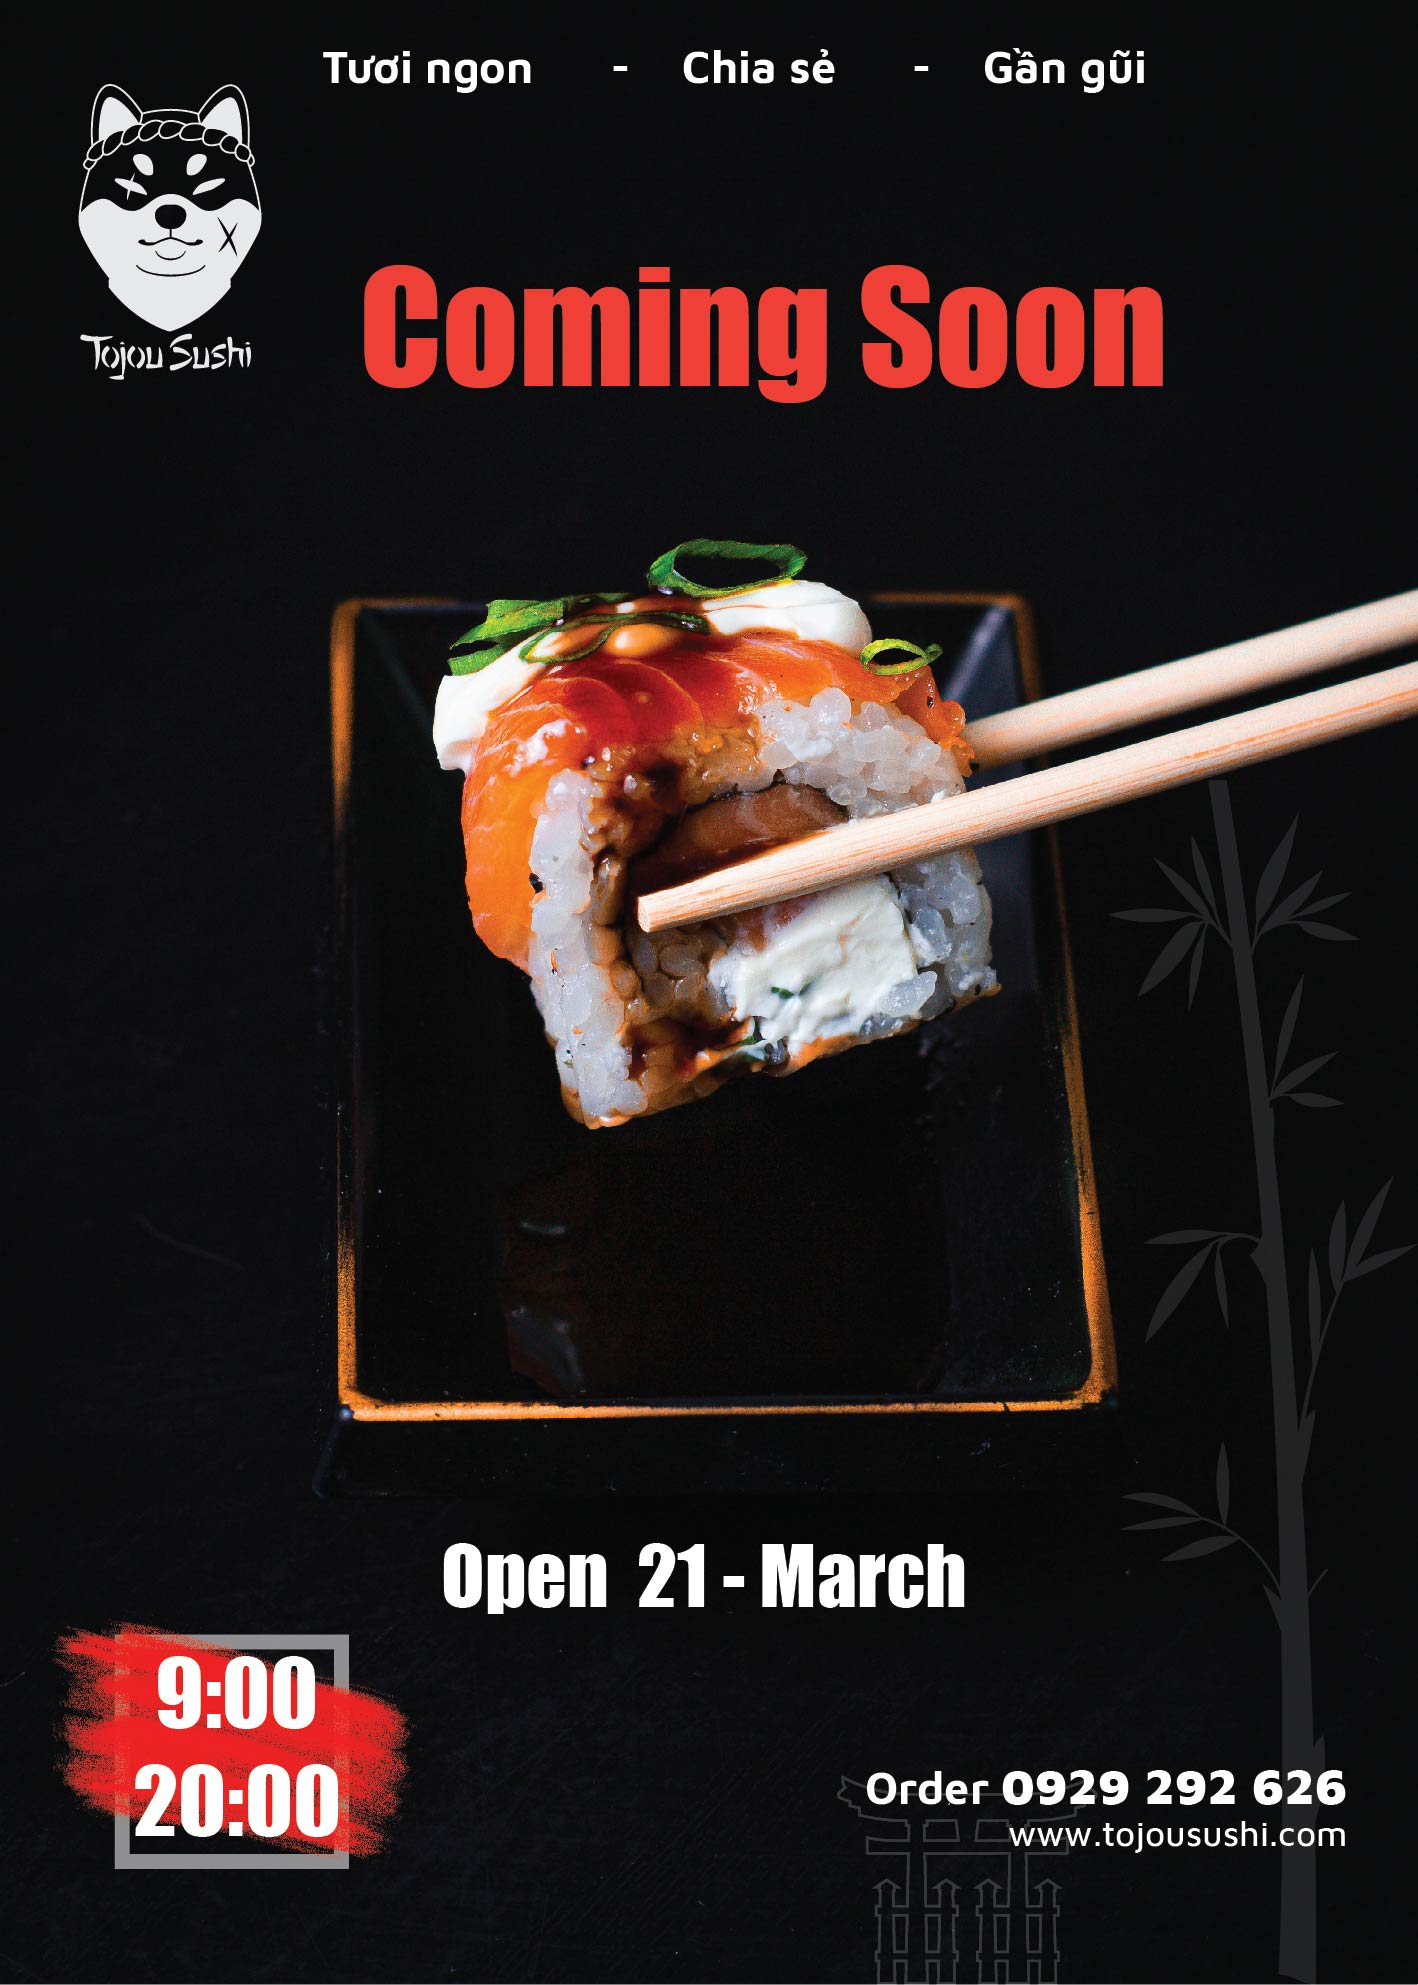 Tươi ngon - Chia sẻ - Gần gũi
Tojou Sushi
Coming Soon
Open 21 - March
9:00
20:00
Order 0929 292 626
www.tojousushi.com